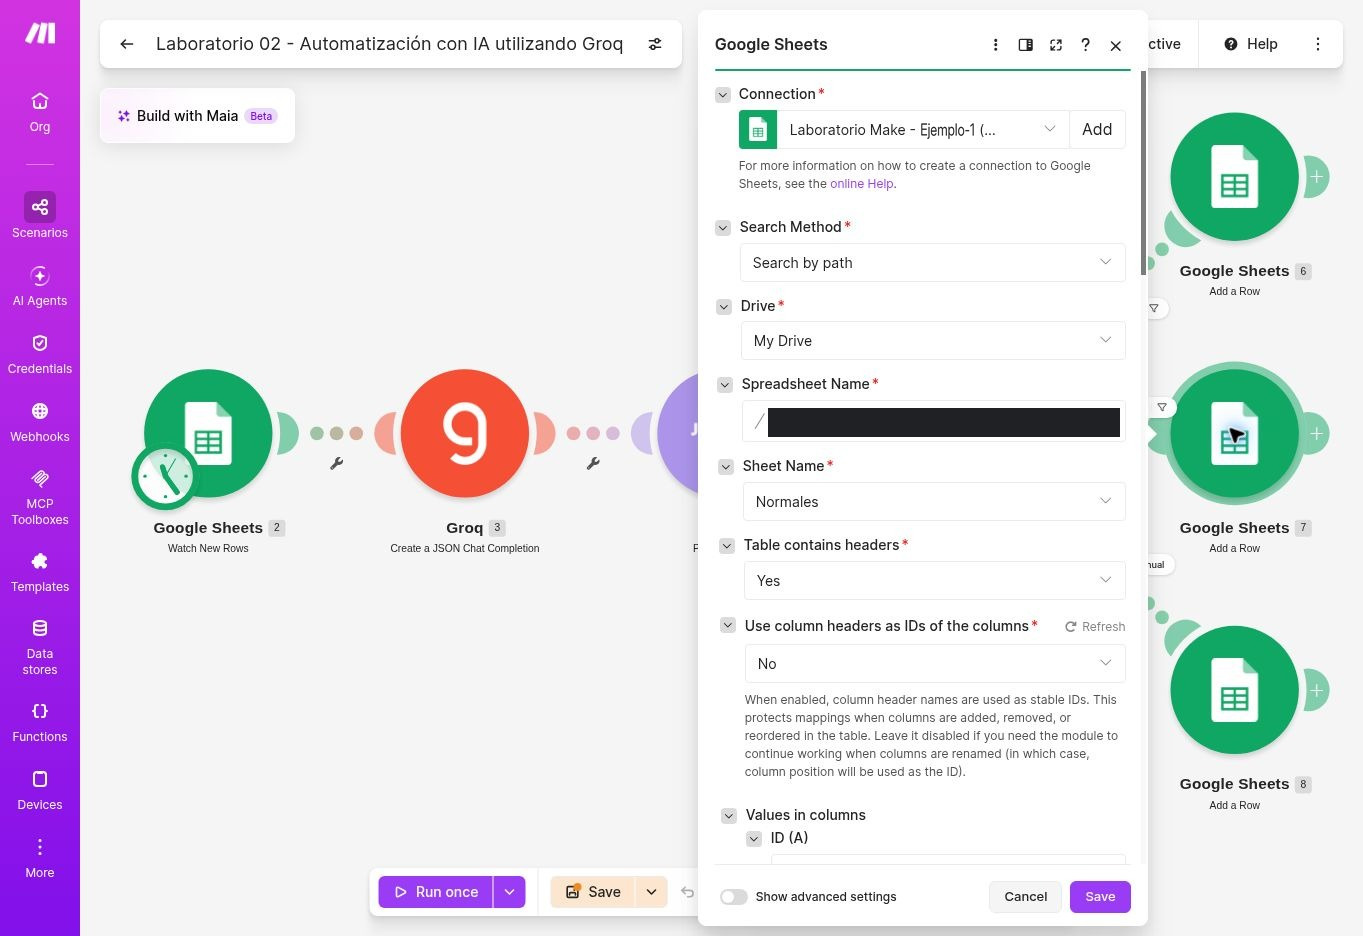 Laboratorio 02 - Automatización con IA utilizando Groq
Build with Maia Beta
Org
Scenarios
AI Agents
Credentials
Webhooks
MCP
Toolboxes
Templates
Data
stores
Functions
Devices
More
Google Sheets 2
Watch New Rows
Groq 3
Create a JSON Chat Completion
Run once
Save
Google Sheets
Connection *
Laboratorio Make - Ejemplo-1 (...
Add
For more information on how to create a connection to Google
Sheets, see the online Help.
Search Method *
Search by path
Drive *
My Drive
Spreadsheet Name *
/
Sheet Name *
Normales
Table contains headers *
Yes
Use column headers as IDs of the columns *
Refresh
No
When enabled, column header names are used as stable IDs. This
protects mappings when columns are added, removed, or
reordered in the table. Leave it disabled if you need the module to
continue working when columns are renamed (in which case,
column position will be used as the ID).
Values in columns
ID (A)
Show advanced settings
Cancel
Save
Help
Google Sheets 6
Add a Row
Google Sheets 7
Add a Row
Google Sheets 8
Add a Row